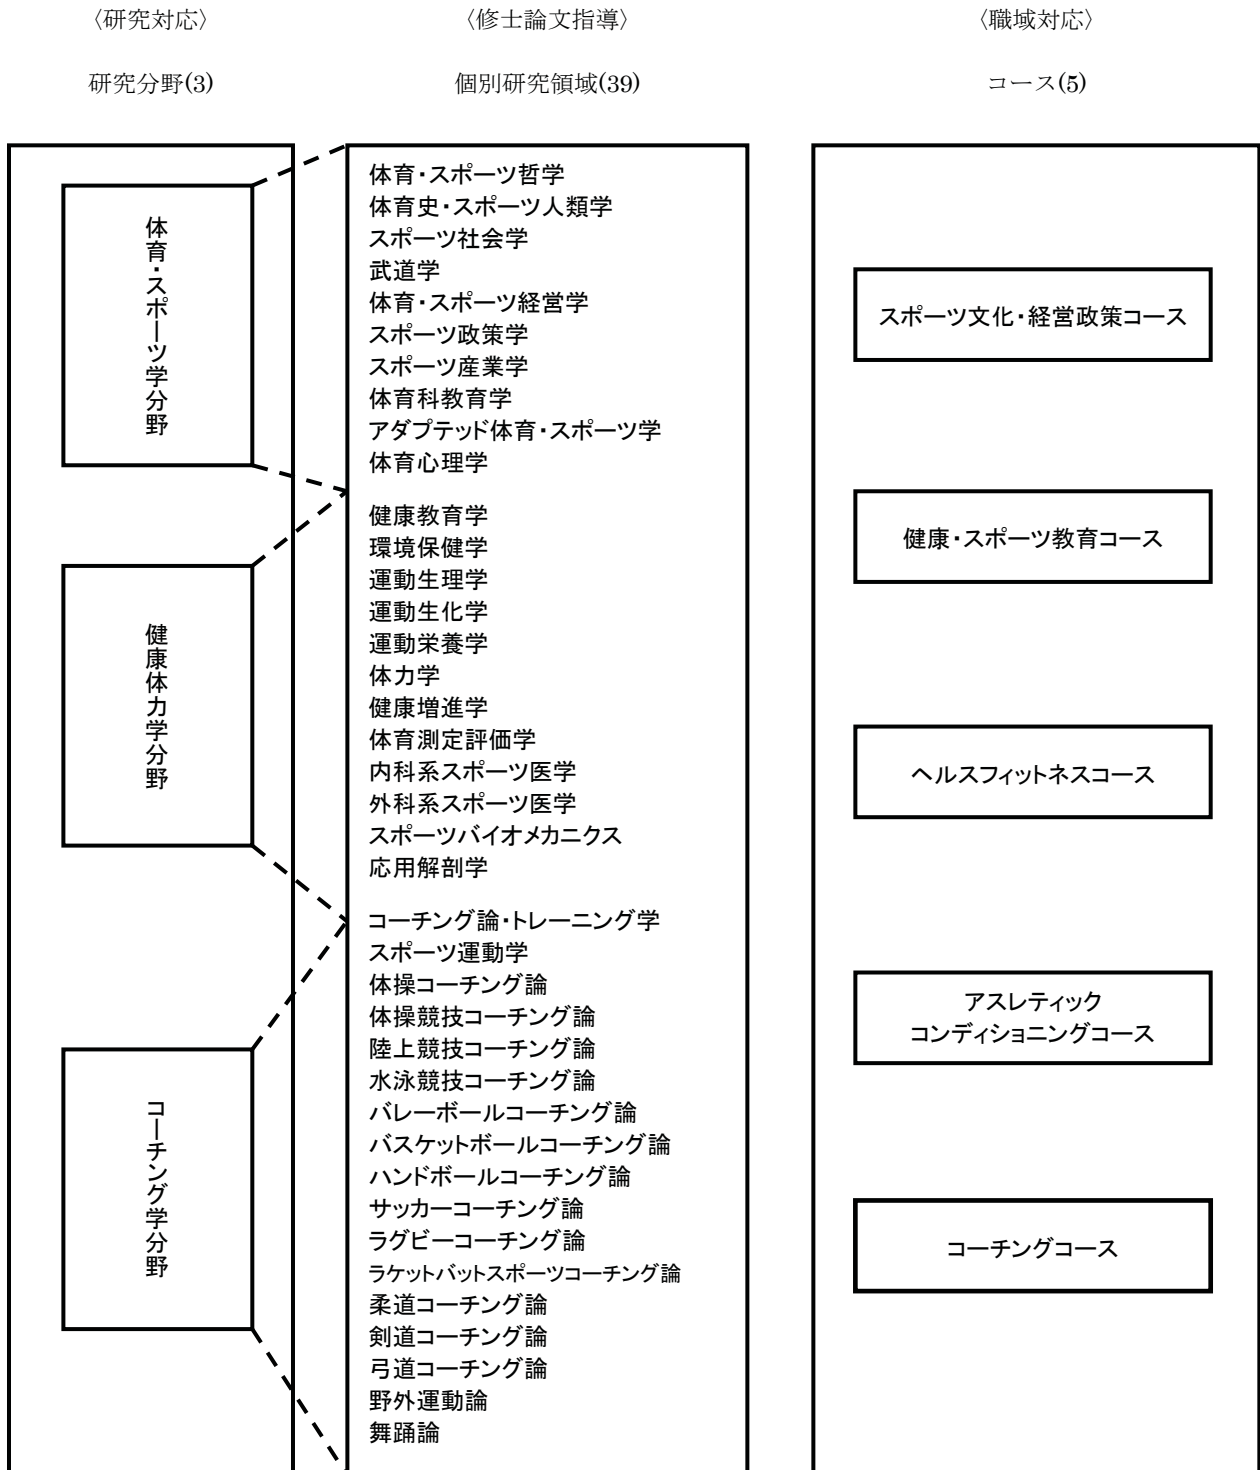 〈研究対応〉
〈修士論文指導〉
〈職域対応〉
研究分野(3)
個別研究領域(39)
コース(5)
体育・スポーツ学分野
健康体力学分野
コーチング学分野
体育・スポーツ哲学
体育史・スポーツ人類学
スポーツ社会学
武道学
体育・スポーツ経営学
スポーツ政策学
スポーツ産業学
体育科教育学
アダプテッド体育・スポーツ学
体育心理学
健康教育学
環境保健学
運動生理学
運動生化学
運動栄養学
体力学
健康増進学
体育測定評価学
内科系スポーツ医学
外科系スポーツ医学
スポーツバイオメカニクス
応用解剖学
コーチング論・トレーニング学
スポーツ運動学
体操コーチング論
体操競技コーチング論
陸上競技コーチング論
水泳競技コーチング論
バレーボールコーチング論
バスケットボールコーチング論
ハンドボールコーチング論
サッカーコーチング論
ラグビーコーチング論
ラケットバットスポーツコーチング論
柔道コーチング論
剣道コーチング論
弓道コーチング論
野外運動論
舞踊論
スポーツ文化・経営政策コース
健康・スポーツ教育コース
ヘルスフィットネスコース
アスレティック
コンディショニングコース
コーチングコース